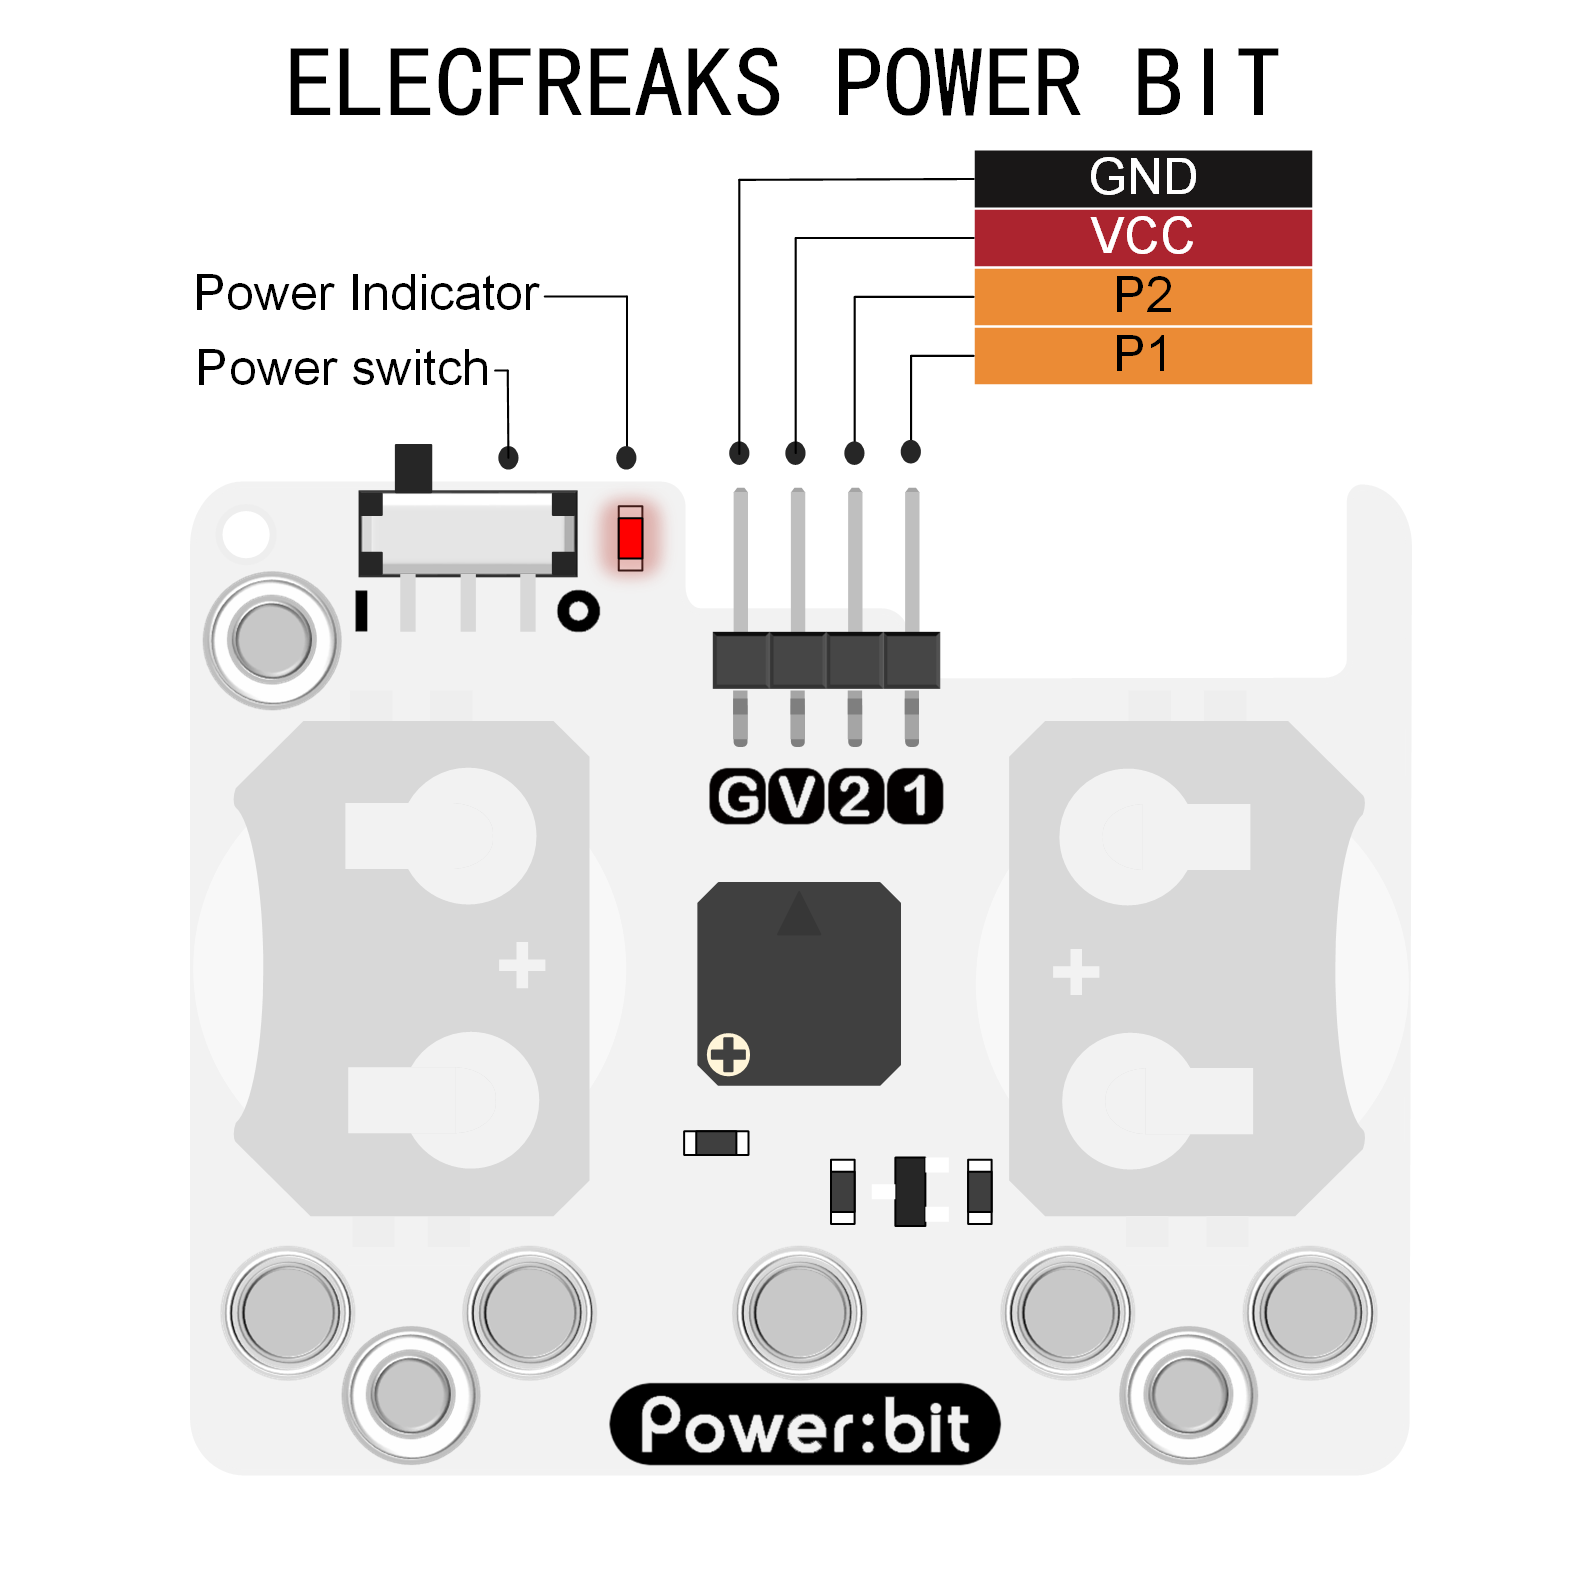 ELECFREAKS POWER BIT
GND
VCC
P2
P1
Power Indicator
Power switch
I O
G V 2 1
Power:bit